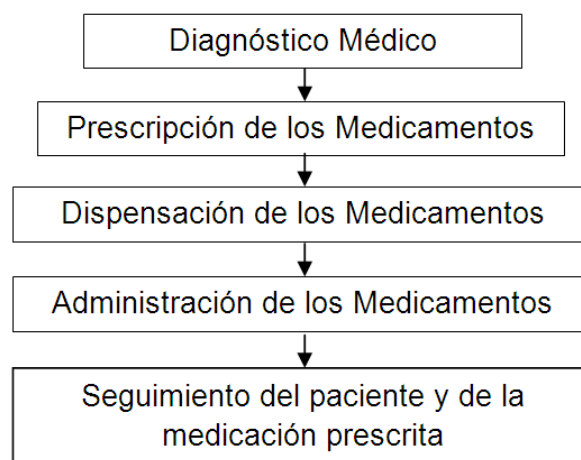 Diagnóstico Médico
Prescripción de los Medicamentos
Dispensación de los Medicamentos
Administración de los Medicamentos
Seguimiento del paciente y de la
medicación prescrita